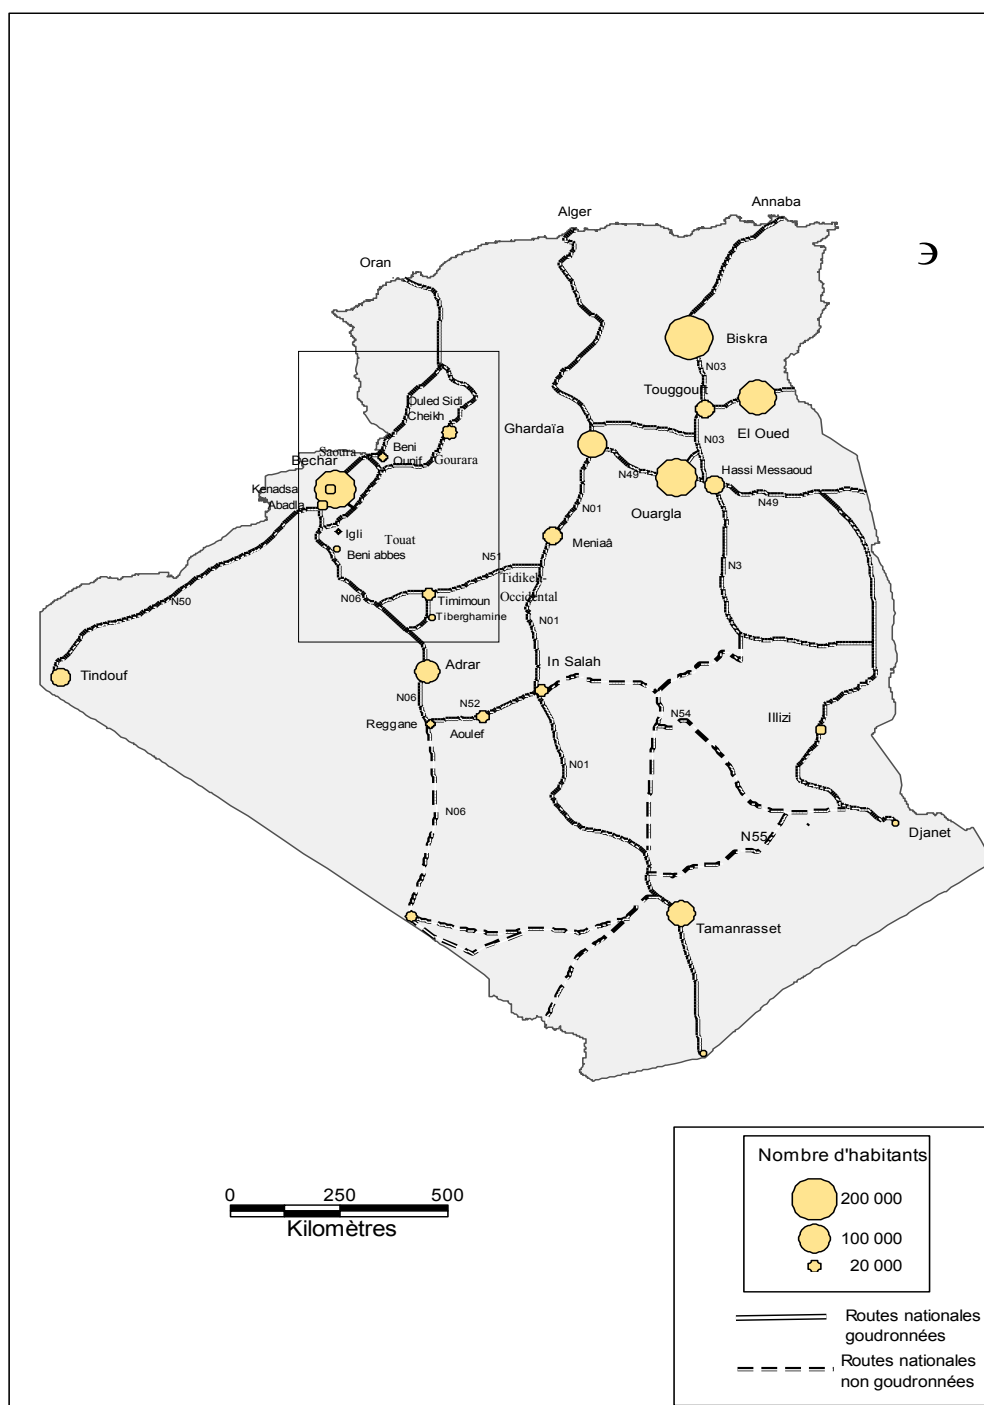 Annaba
Alger
Oran
϶
Biskra
N03
Touggourt
Ouled Sidi
Cheikh
El Oued
Ghardaïa
N03
Saoura
Beni
Ounif
Gourara
Bechar
Hassi Messaoud
N49
Kenadsa
Abadla
N49
Ouargla
N01
Igli
Touat
Meniaâ
Beni abbes
N51
N3
Tidikelt-
Occidental
N50
N06
Timimoun
Tiberghamine
N01
Adrar
In Salah
Tindouf
N06
N52
Reggane
Aoulef
N54
Illizi
N01
N06
N55
Djanet
Tamanrasset
Nombre d'habitants
200 000
100 000
20 000
0 250 500
Kilomètres
Routes nationales
goudronnées
Routes nationales
non goudronnées